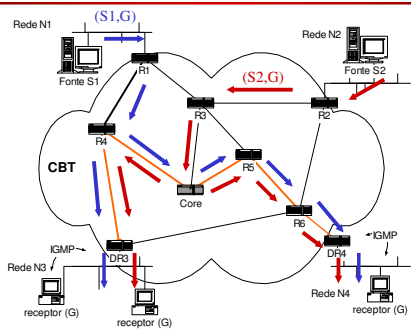 (S1,G)
Rede N1
Rede N2
Fonte S1
R1
(S2,G)
Fonte S2
R3
R2
R4
CBT
R5
Core
R6
DR3
DR4
IGMP
IGMP
Rede N3
Rede N4
receptor (G)
receptor (G)
receptor (G)